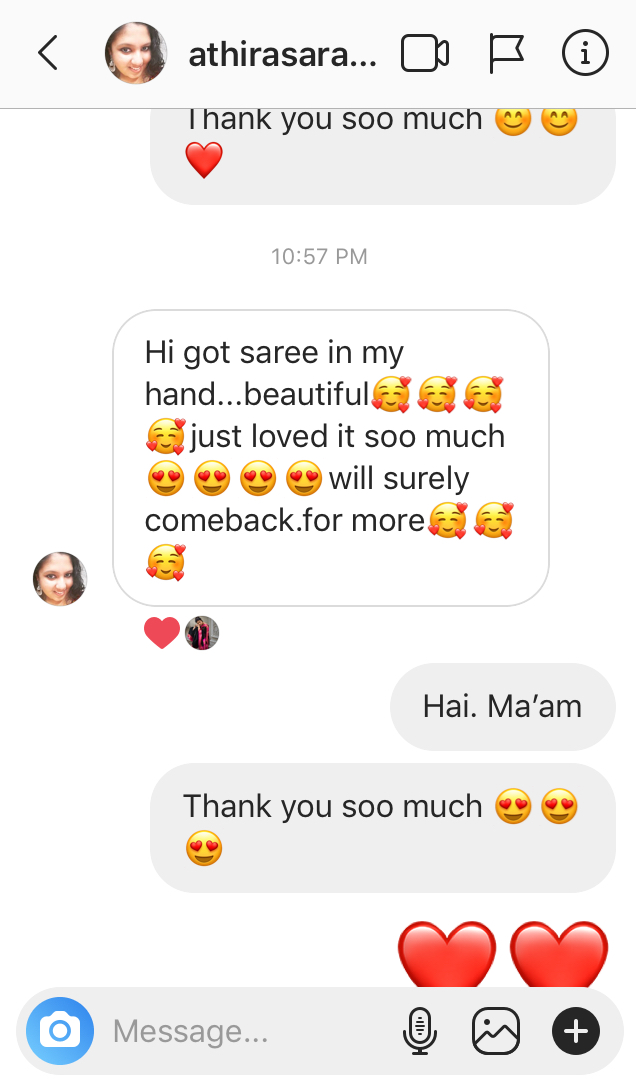 athirasara...
Thank you soo much 😊 😊
❤️
10:57 PM
Hi got saree in my
hand...beautiful🥰 🥰 🥰
🥰just loved it soo much
😍 😍 😍 😍will surely
comeback.for more🥰 🥰
🥰
Hai. Ma’am
Thank you soo much 😍 😍
😍
❤️ ❤️
Message...